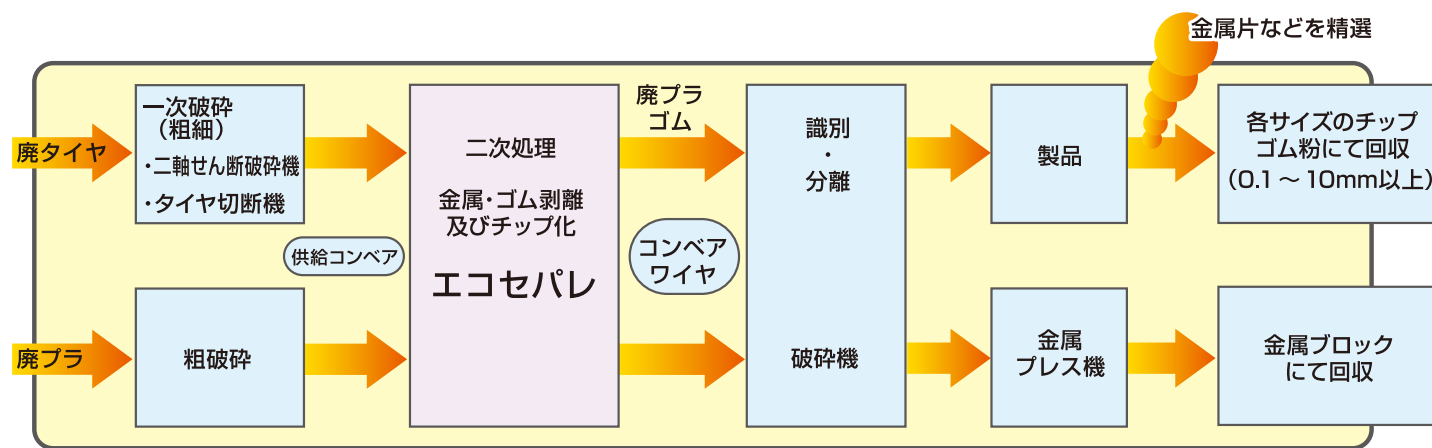 金属片などを精選
廃タイヤ
一次破砕
（粗細）
・二軸せん断破砕機
・タイヤ切断機
二次処理
金属・ゴム剥離
及びチップ化
エコセパレ
廃プラ
ゴム
識別
・
分離
製品
各サイズのチップ
ゴム粉にて回収
（0.1～10mm以上）
供給コンベア
コンベア
ワイヤ
廃プラ
粗破砕
破砕機
金属
プレス機
金属ブロック
にて回収